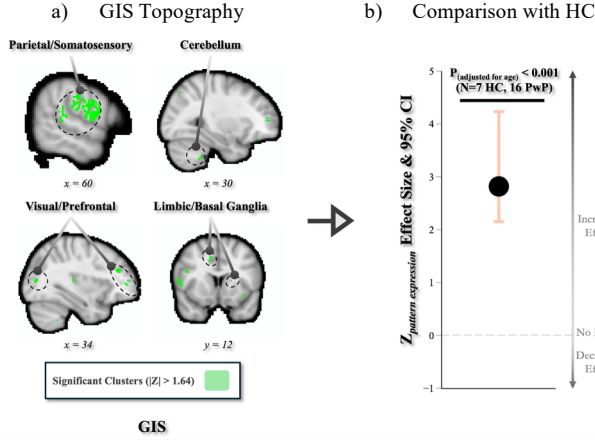 a) GIS Topography
Parietal/Somatosensory
Cerebellum
x = 60
x = 30
Visual/Prefrontal
Limbic/Basal Ganglia
x = 34
y = 12
Significant Clusters (|Z| > 1.64)
GIS
b) Comparison with HC
P(adjusted for age) < 0.001
(N=7 HC, 16 PwP)
Zpattern expression Effect Size & 95% CI
5
4
3
2
1
0
−1
Incr
Ef
No
Decr
Ef